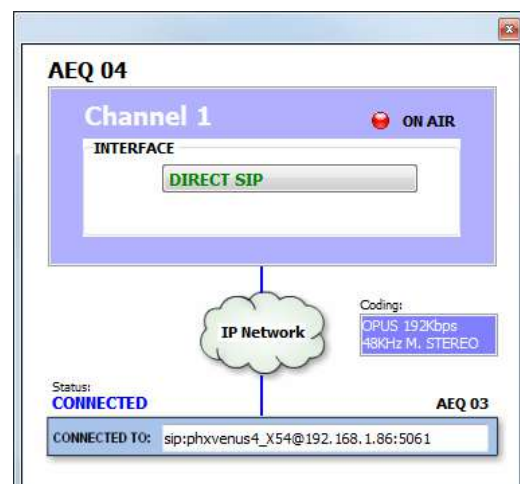 AEQ 04
Channel 1
ON AIR
INTERFACE
DIRECT SIP
IP Network
Coding:
OPUS 192Kbps
48KHz M. STEREO
Status:
CONNECTED
AEQ 03
CONNECTED TO: sip:phxvenus4_X54@192.168.1.86:5061